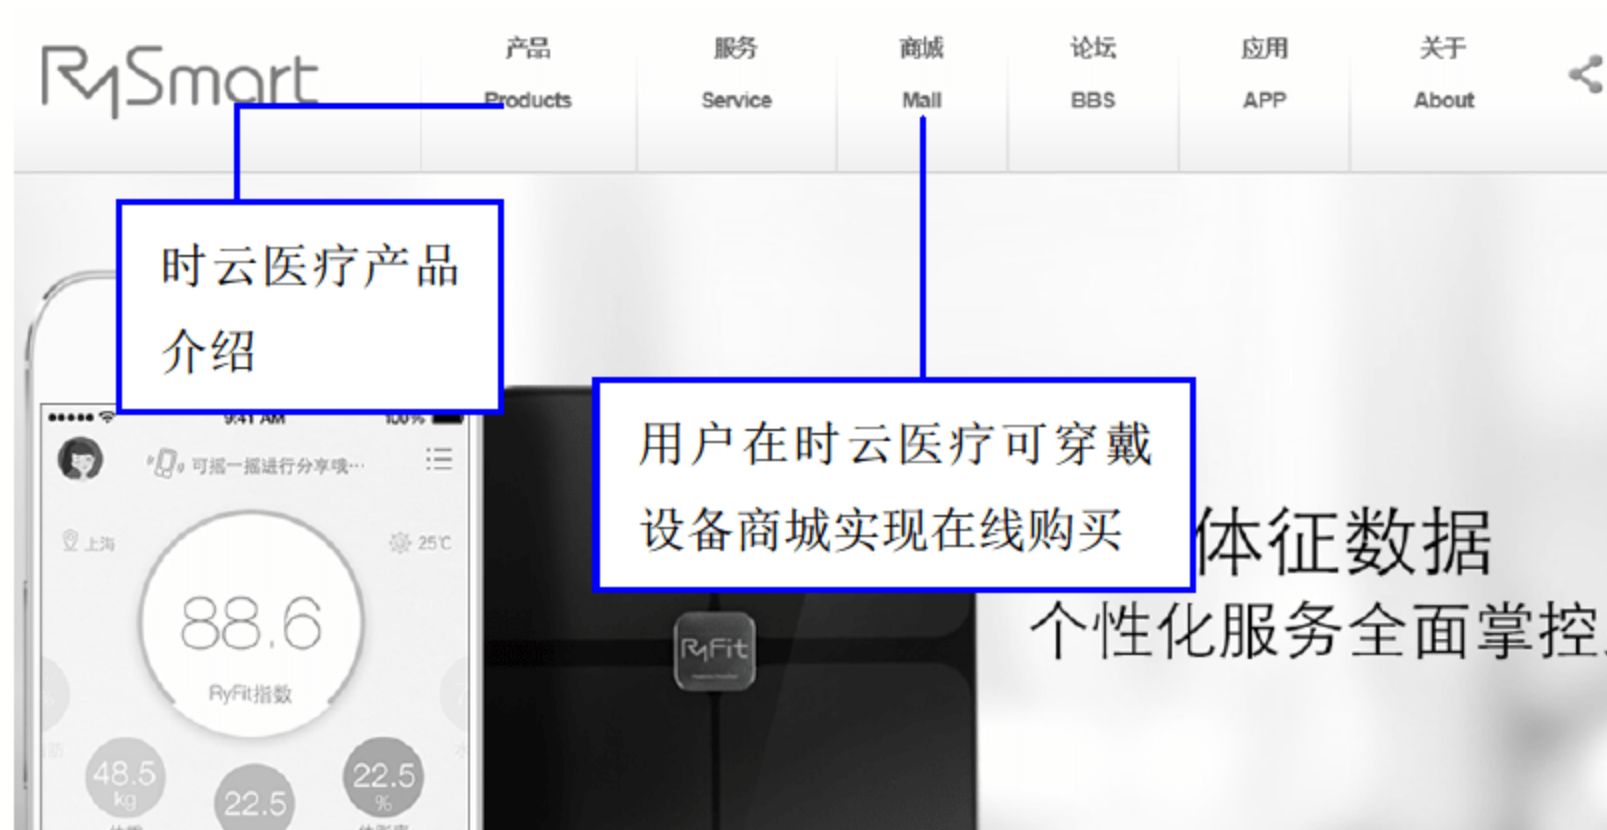 RySmart
产品
服务
商城
论坛
应用
关于
Products
Service
Mall
BBS
APP
About
时云医疗产品
介绍
9:41 AM
100%
可摇一摇进行分享哦…
上海
25℃
88.6
RyFit指数
48.5
kg
22.5
22.5
%
用户在时云医疗可穿戴
设备商城实现在线购买
RyFit
体征数据
个性化服务全面掌控